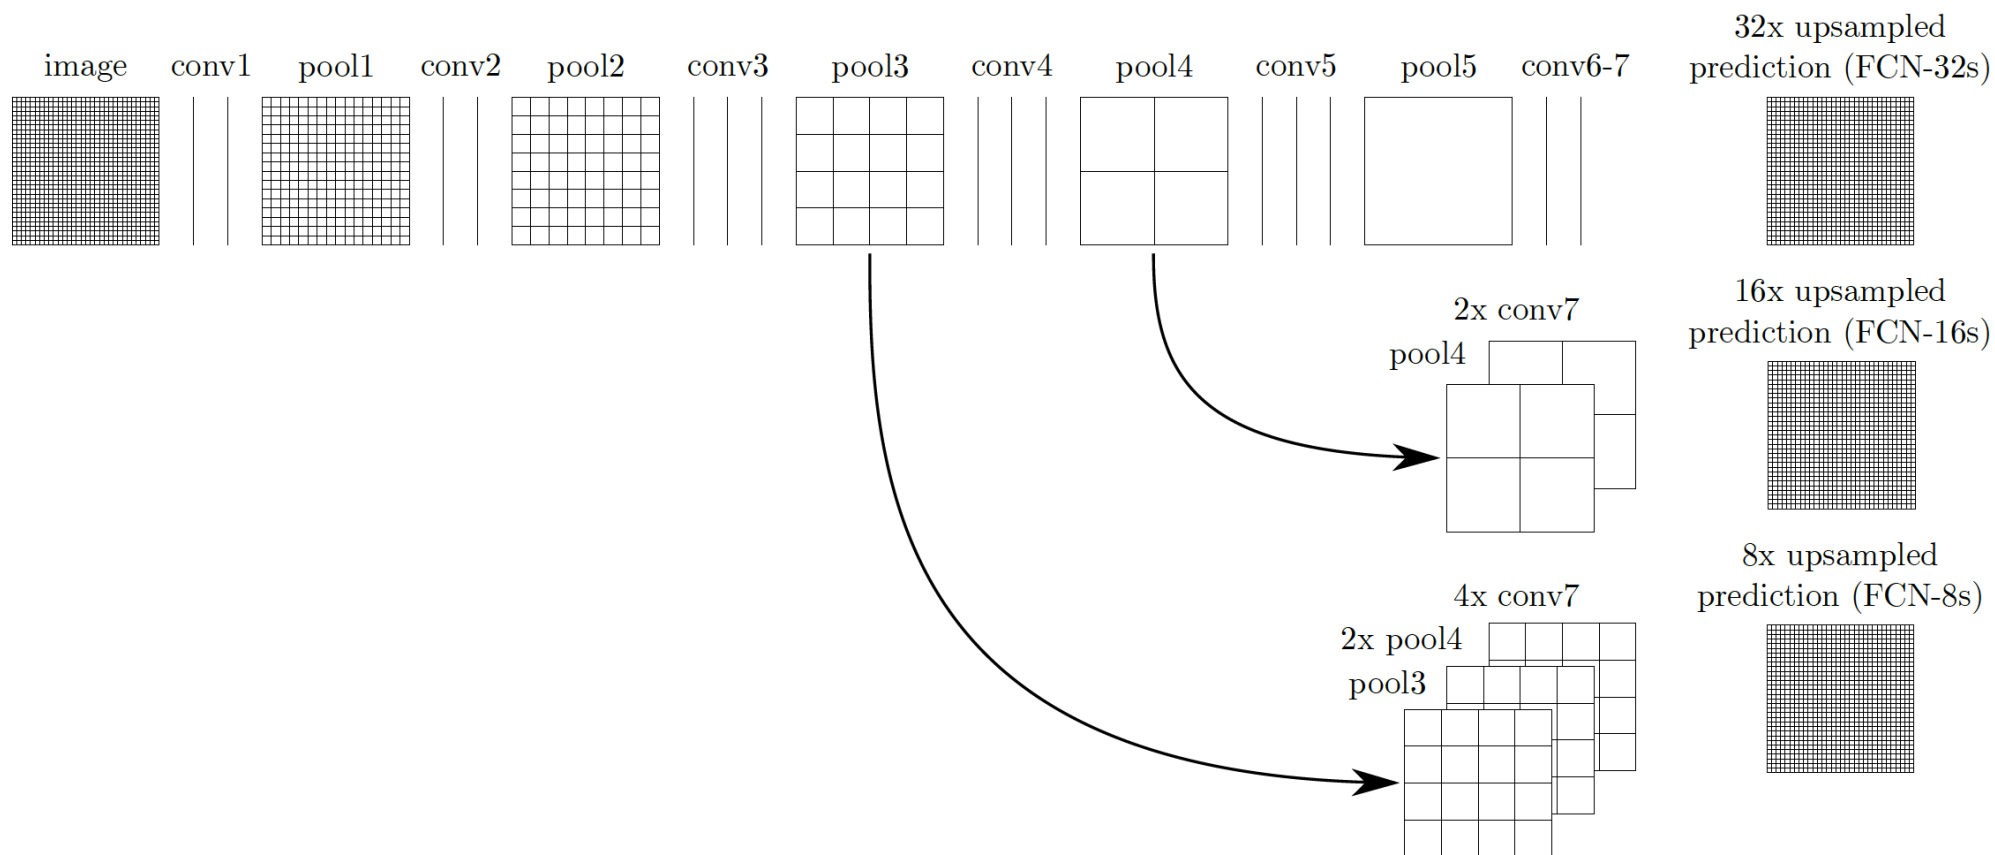 image
conv1
pool1
conv2
pool2
conv3
pool3
conv4
pool4
conv5
pool5
conv6-7
32x upsampled
prediction (FCN-32s)
2x conv7
pool4
16x upsampled
prediction (FCN-16s)
4x conv7
2x pool4
pool3
8x upsampled
prediction (FCN-8s)